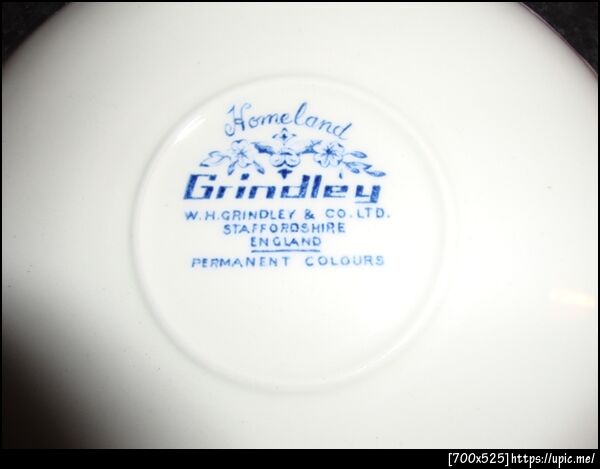 Homeland
Grindley
W.H.GRINDLEY & CO.LTD.
STAFFORDSHIRE
ENGLAND
PERMANENT COLOURS
[700x525]https://upic.me/